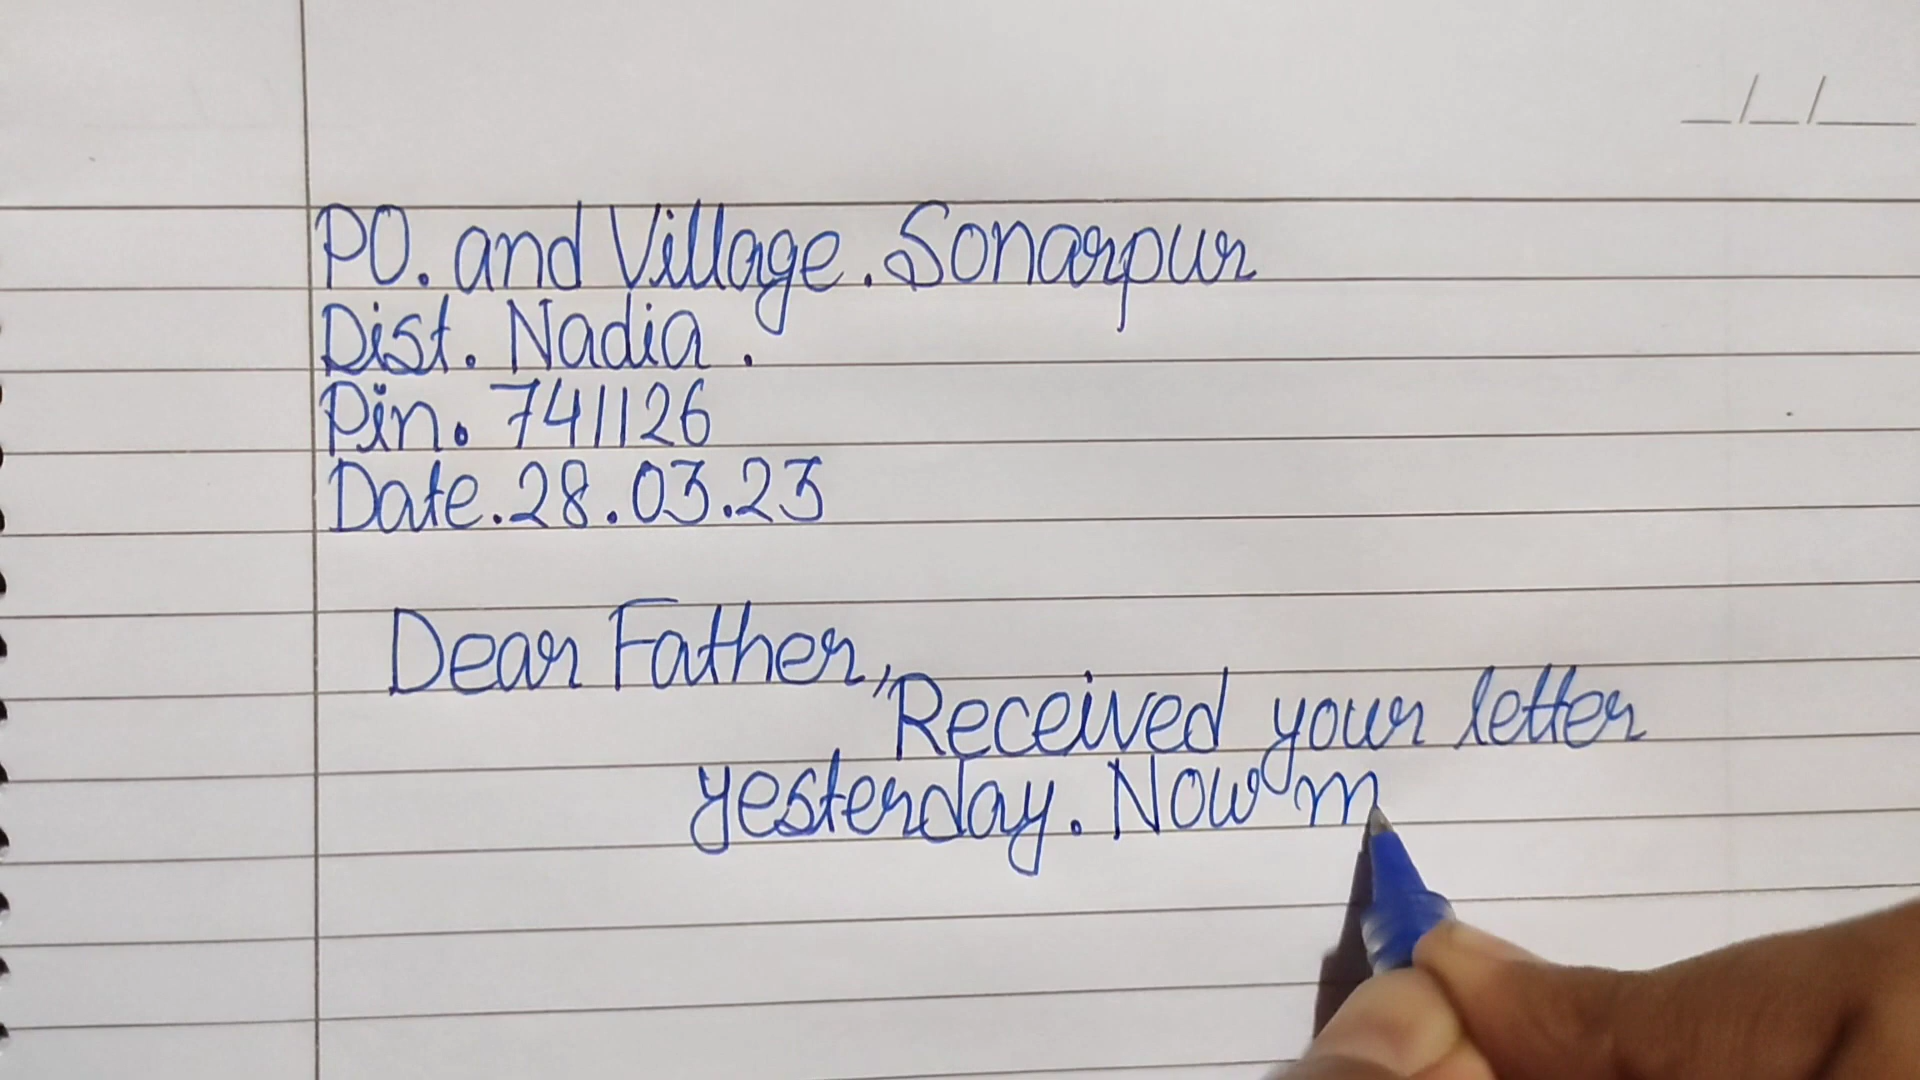 PO. and Village. Sonarpur
Dist. Nadia.
Pin. 741126
Date. 28.03.23
Dear Father,
Received your letter
yesterday. Now m